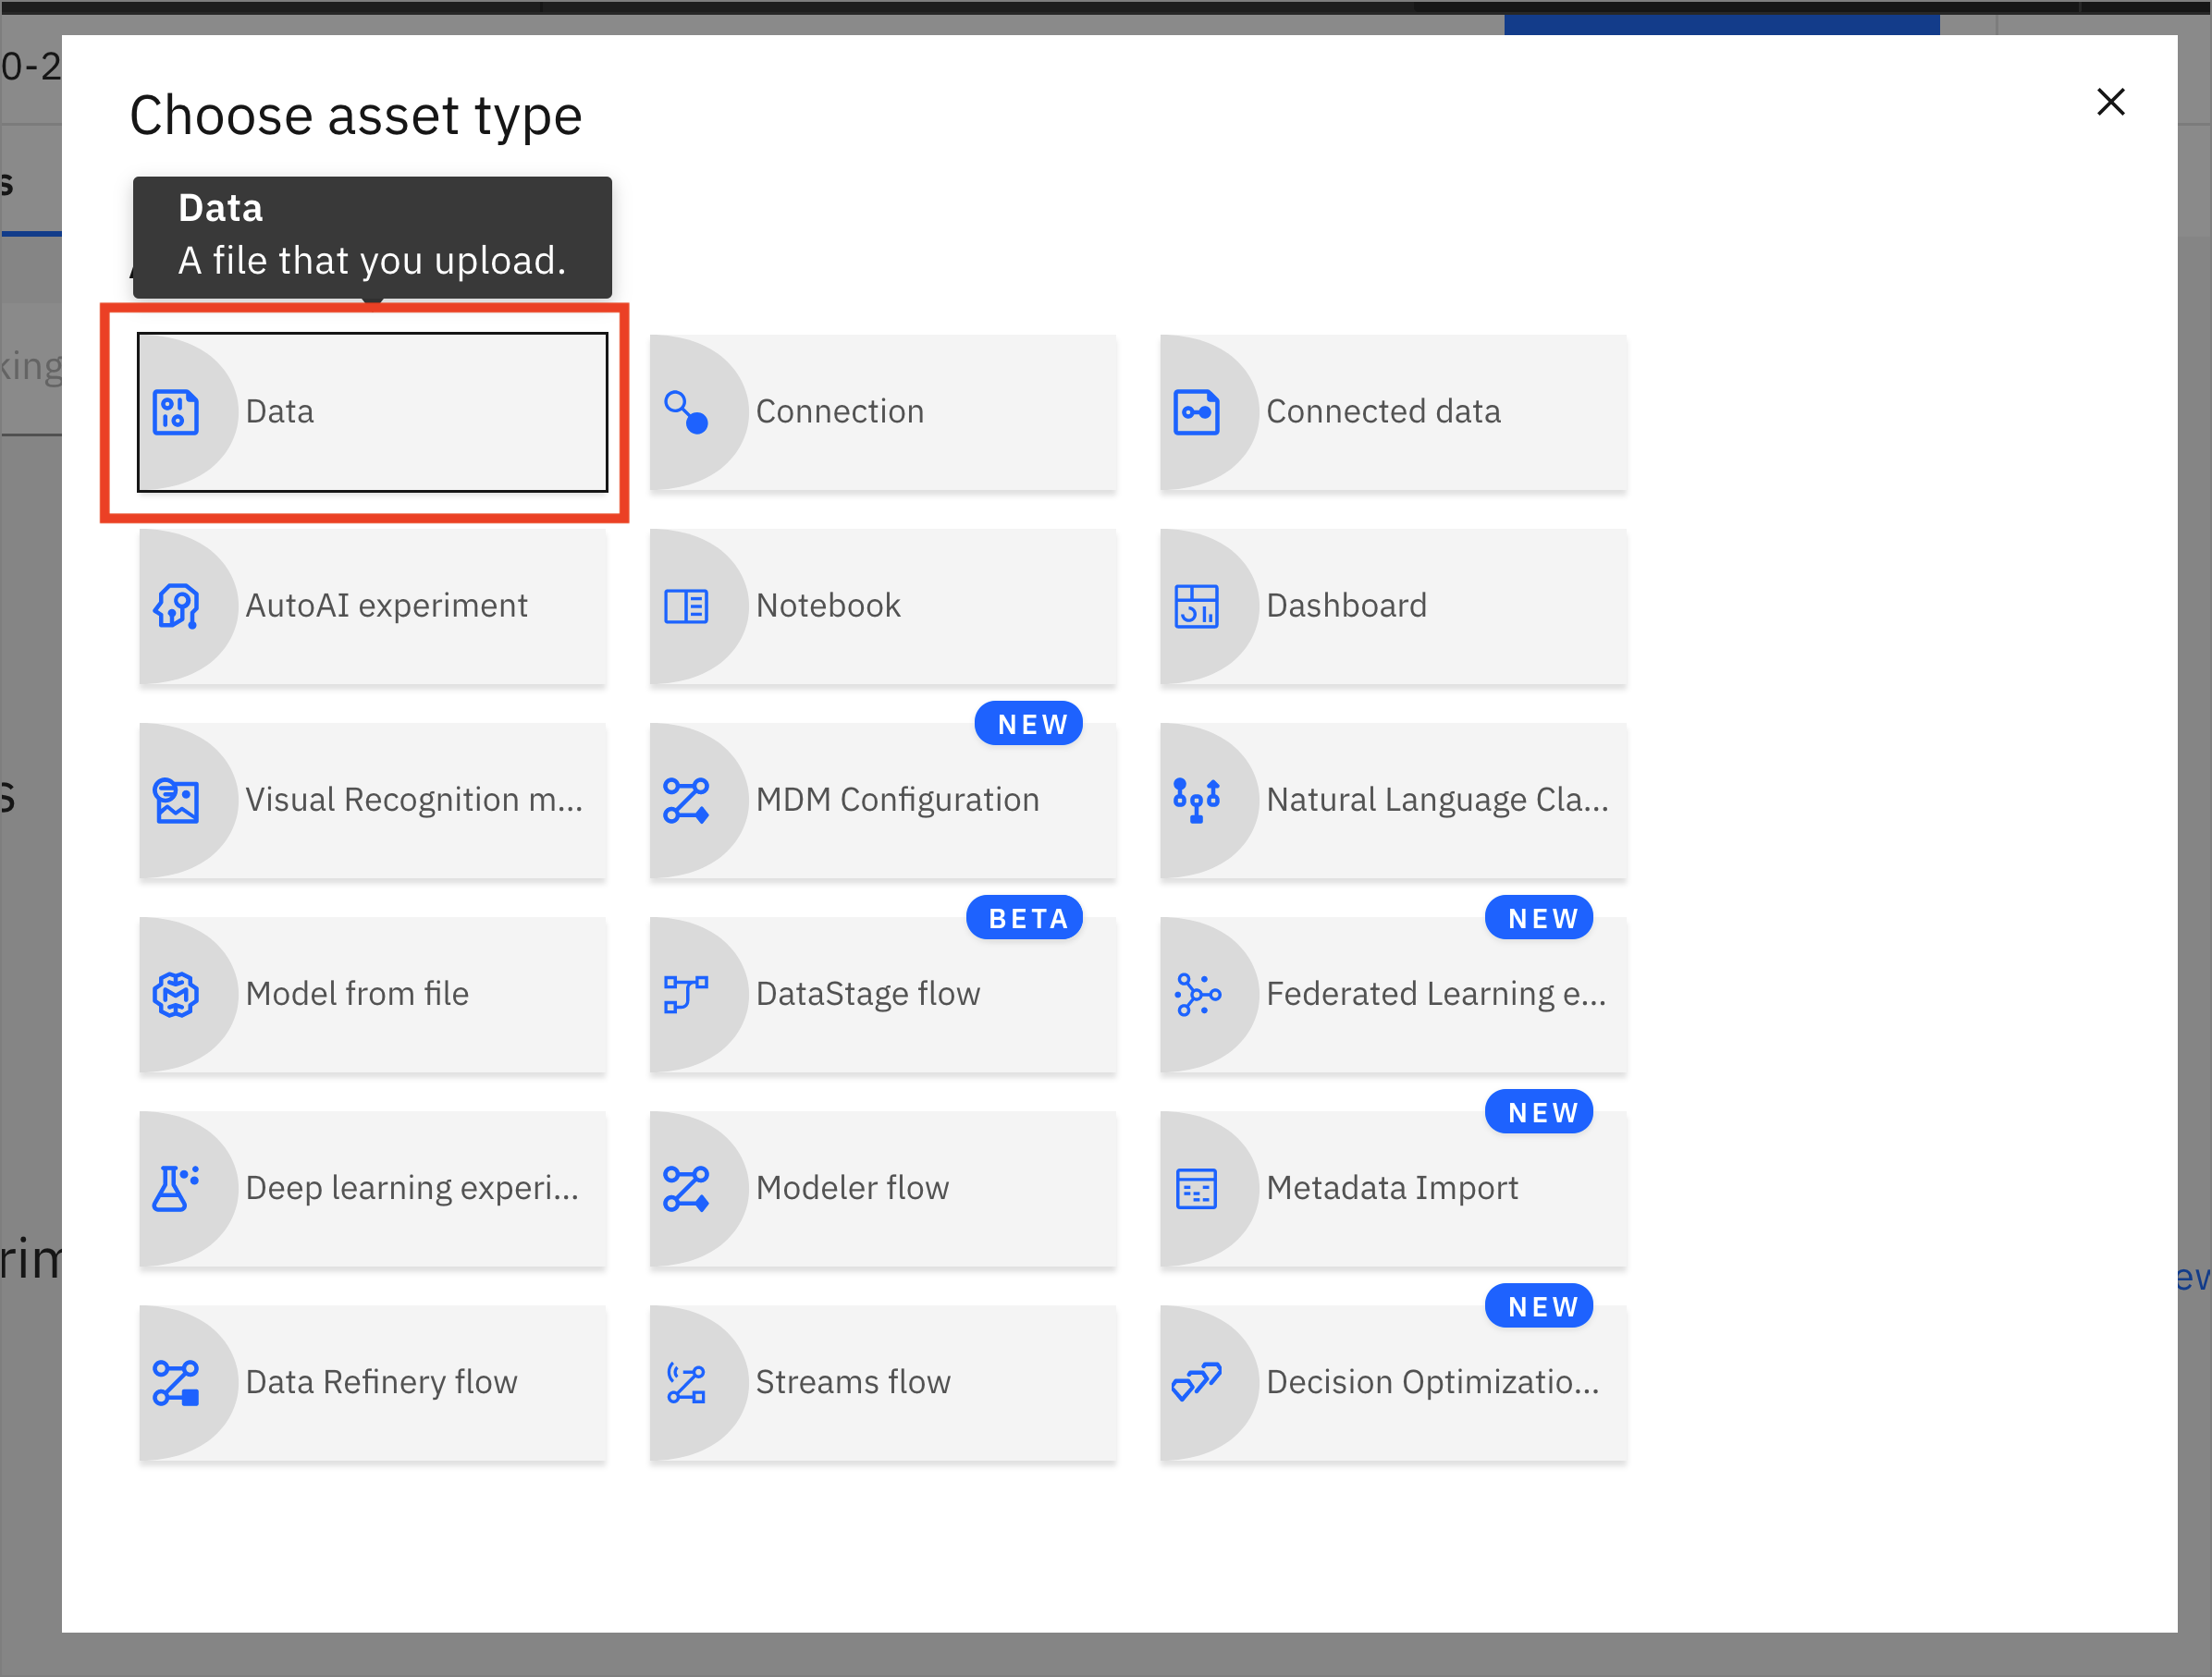 0-2
Choose asset type
s
Data
A file that you upload.
king
Data
Connection
Connected data
AutoAI experiment
Notebook
Dashboard
NEW
Visual Recognition m...
MDM Configuration
Natural Language Cla...
s
BETA
NEW
Model from file
DataStage flow
Federated Learning e...
NEW
Deep learning experi...
Modeler flow
Metadata Import
rim
ew
NEW
Data Refinery flow
Streams flow
Decision Optimizatio...